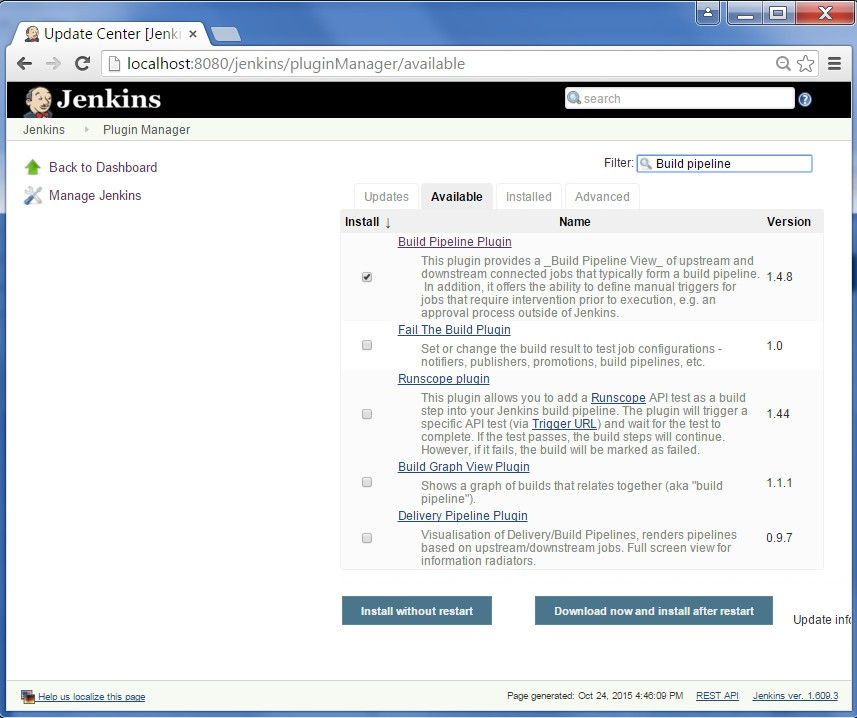 Update Center [Jenki
localhost:8080/jenkins/pluginManager/available
Jenkins
search
Jenkins Plugin Manager
Back to Dashboard
Manage Jenkins
Filter: Build pipeline
Updates Available Installed Advanced
Install ↓ Name Version
Build Pipeline Plugin
This plugin provides a _Build Pipeline View_ of upstream and
downstream connected jobs that typically form a build pipeline.
In addition, it offers the ability to define manual triggers for
jobs that require intervention prior to execution, e.g. an
approval process outside of Jenkins.
1.4.8
Fail The Build Plugin
Set or change the build result to test job configurations -
notifiers, publishers, promotions, build pipelines, etc.
1.0
Runscope plugin
This plugin allows you to add a Runscope API test as a build
step into your Jenkins build pipeline. The plugin will trigger a
specific API test (via Trigger URL) and wait for the test to
complete. If the test passes, the build steps will continue.
However, if it fails, the build will be marked as failed.
1.44
Build Graph View Plugin
Shows a graph of builds that relates together (aka "build
pipeline").
1.1.1
Delivery Pipeline Plugin
Visualisation of Delivery/Build Pipelines, renders pipelines
based on upstream/downstream jobs. Full screen view for
information radiators.
0.9.7
Install without restart Download now and install after restart Update info
Help us localize this page Page generated: Oct 24, 2015 4:46:09 PM REST API Jenkins ver. 1.609.3